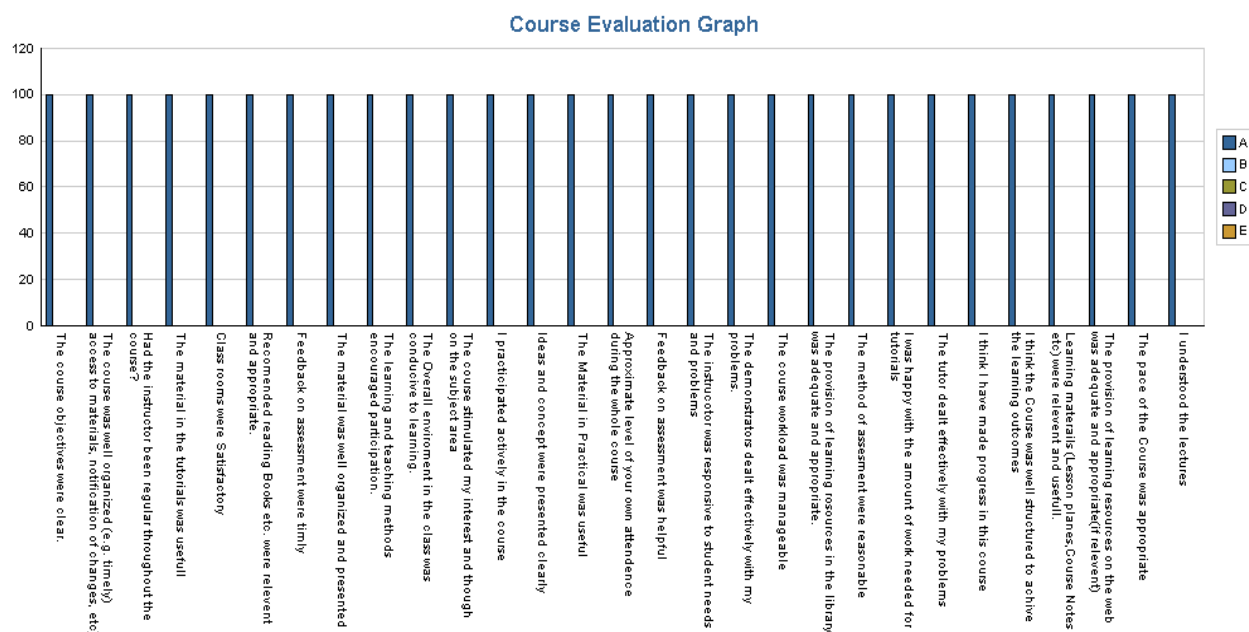 Course Evaluation Graph
120
100
80
60
40
20
0
A
B
C
D
E
The course objectives were clear.
The course was well organized (e.g. timely)
access to materials, notification of changes, etc
Had the instructor been regular throughout the
course?
The material in the tutorials was usefull
Class rooms were Satisfactory
Recomended reading Books etc. were relevent
and appropriate.
Feedback on assessment were timly
The material was well organized and presented
The learning and teaching methods
encouraged participation.
The Overall enviroment in the class was
conducive to learning.
The course stimulated my interest and though
on the subject area
I practicipated actively in the course
Ideas and concept were presented clearly
The Material in Practical was useful
Approximate level of your own attendence
during the whole course
Feedback on assessment was helpful
The instrucotor was responsive to student needs
and problems
The demonstrators dealt effectively with my
problems.
The course workload was manageable
The provision of learning rosources in the library
was adequate and appropriate.
The method of assesment were reasonable
I was happy with the amount of work needed for
tutorials
The tutor dealt effectively with my problems
I think I have made progress in this course
I think the Course was well structured to achive
the learning outcomes
Learning materails (Lesson planes,Course Notes
etc) were relevent and usefull.
The provision of learning resources on the web
was adequate and appropriate(if relevent)
The pace of the Course was appropriate
I understood the lectures